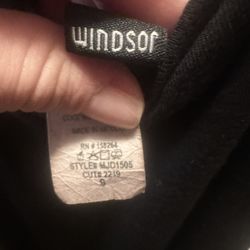 WINDSOR
RN # 158264
STYLE# MJD1505
CUT# 2219
S